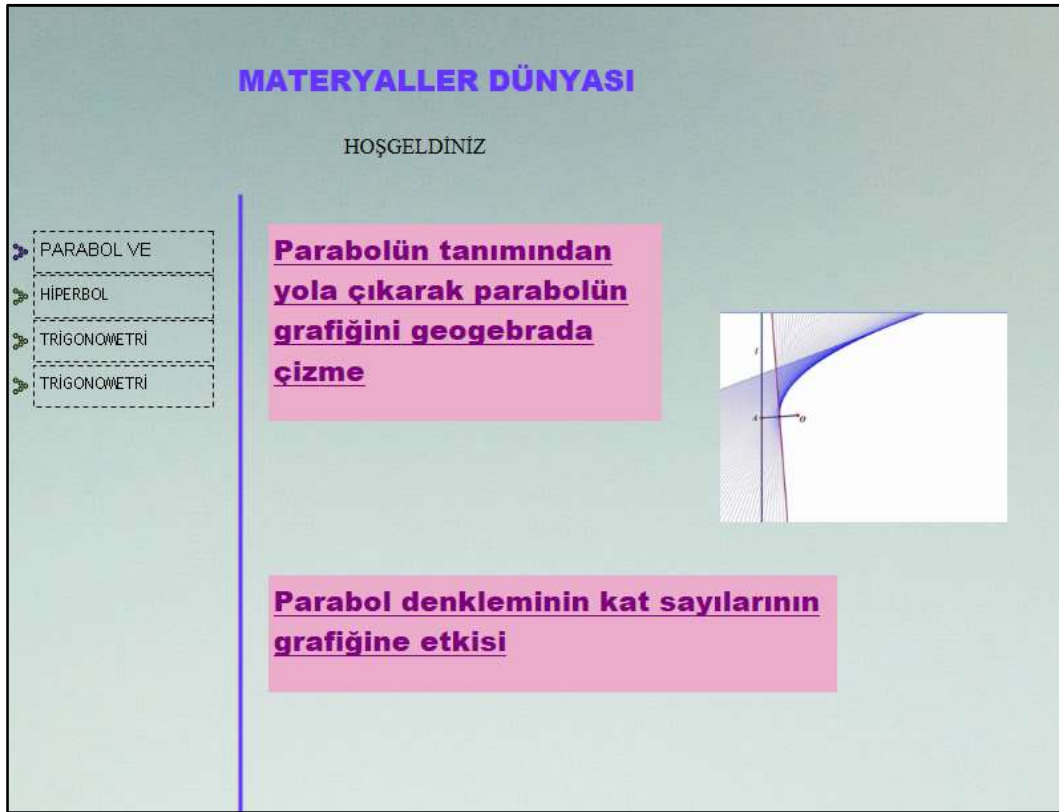 MATERYALLER DÜNYASI
HOŞGELDİNİZ
PARABOL VE
HİPERBOL
TRİGONOMETRİ
TRİGONOMETRİ
Parabolün tanımından
yola çıkarak parabolün
grafiğini geogebrada
çizme
A
O
Parabol denkleminin kat sayılarının
grafiğine etkisi